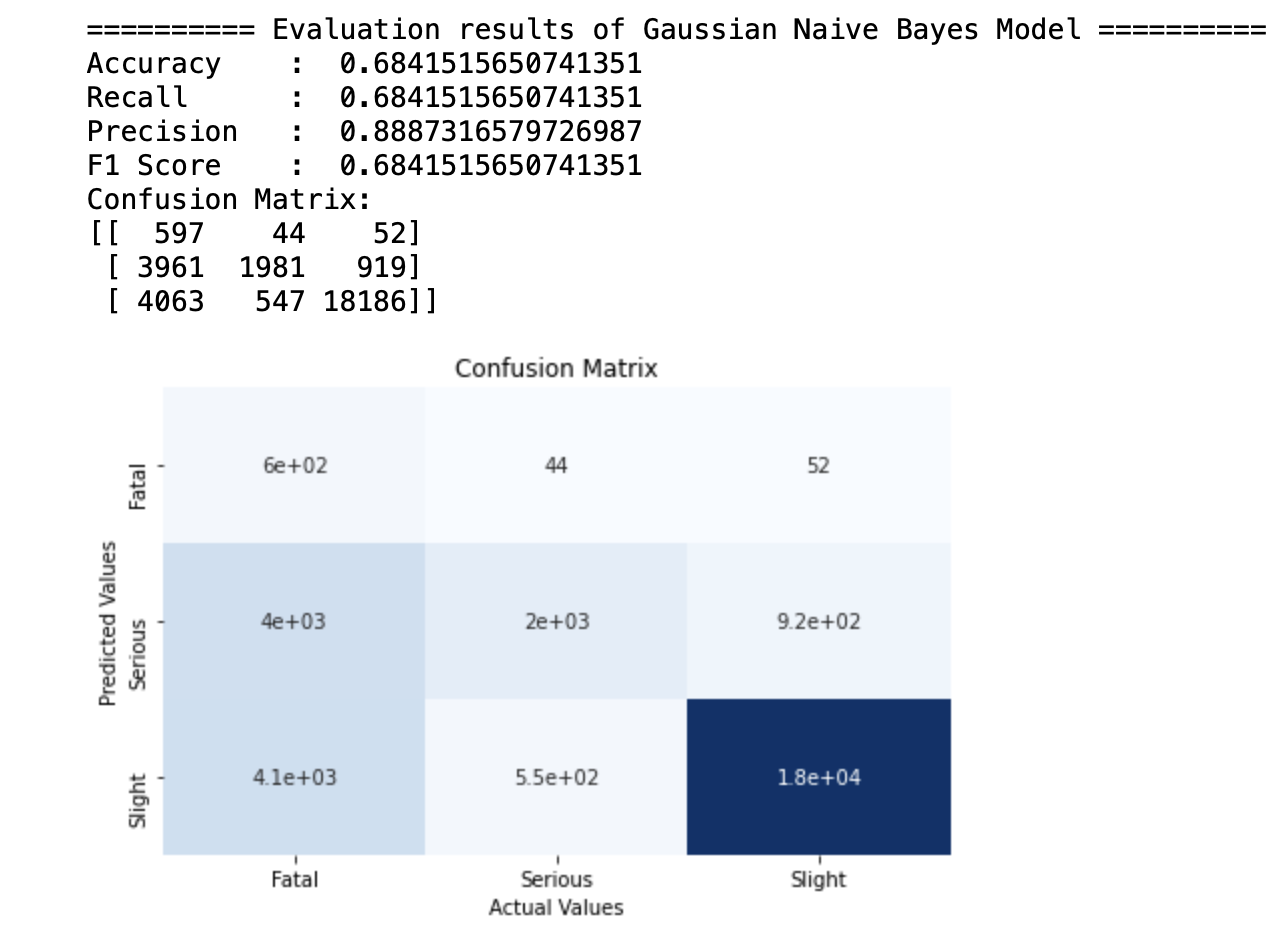 ========== Evaluation results of Gaussian Naive Bayes Model ==========
Accuracy    :  0.6841515650741351
Recall      :  0.6841515650741351
Precision   :  0.8887316579726987
F1 Score    :  0.6841515650741351
Confusion Matrix:
[[  597    44    52]
 [ 3961  1981   919]
 [ 4063   547 18186]]
Confusion Matrix
Fatal
6e+02 44 52
Predicted Values
Serious
4e+03 2e+03 9.2e+02
Slight
4.1e+03 5.5e+02 1.8e+04
Fatal Serious Slight
Actual Values